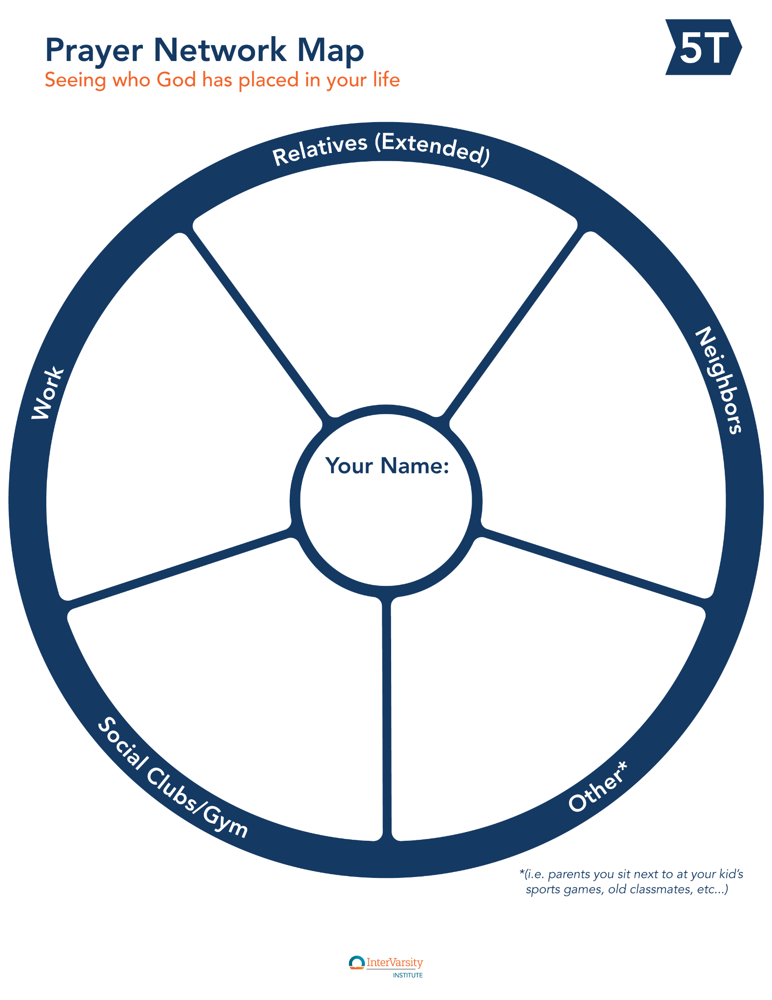 Prayer Network Map
5T
Seeing who God has placed in your life
Relatives (Extended)
Neighbors
Work
Your Name:
Social Clubs/Gym
Other*
*(i.e. parents you sit next to at your kid’s
sports games, old classmates, etc...)
InterVarsity
INSTITUTE